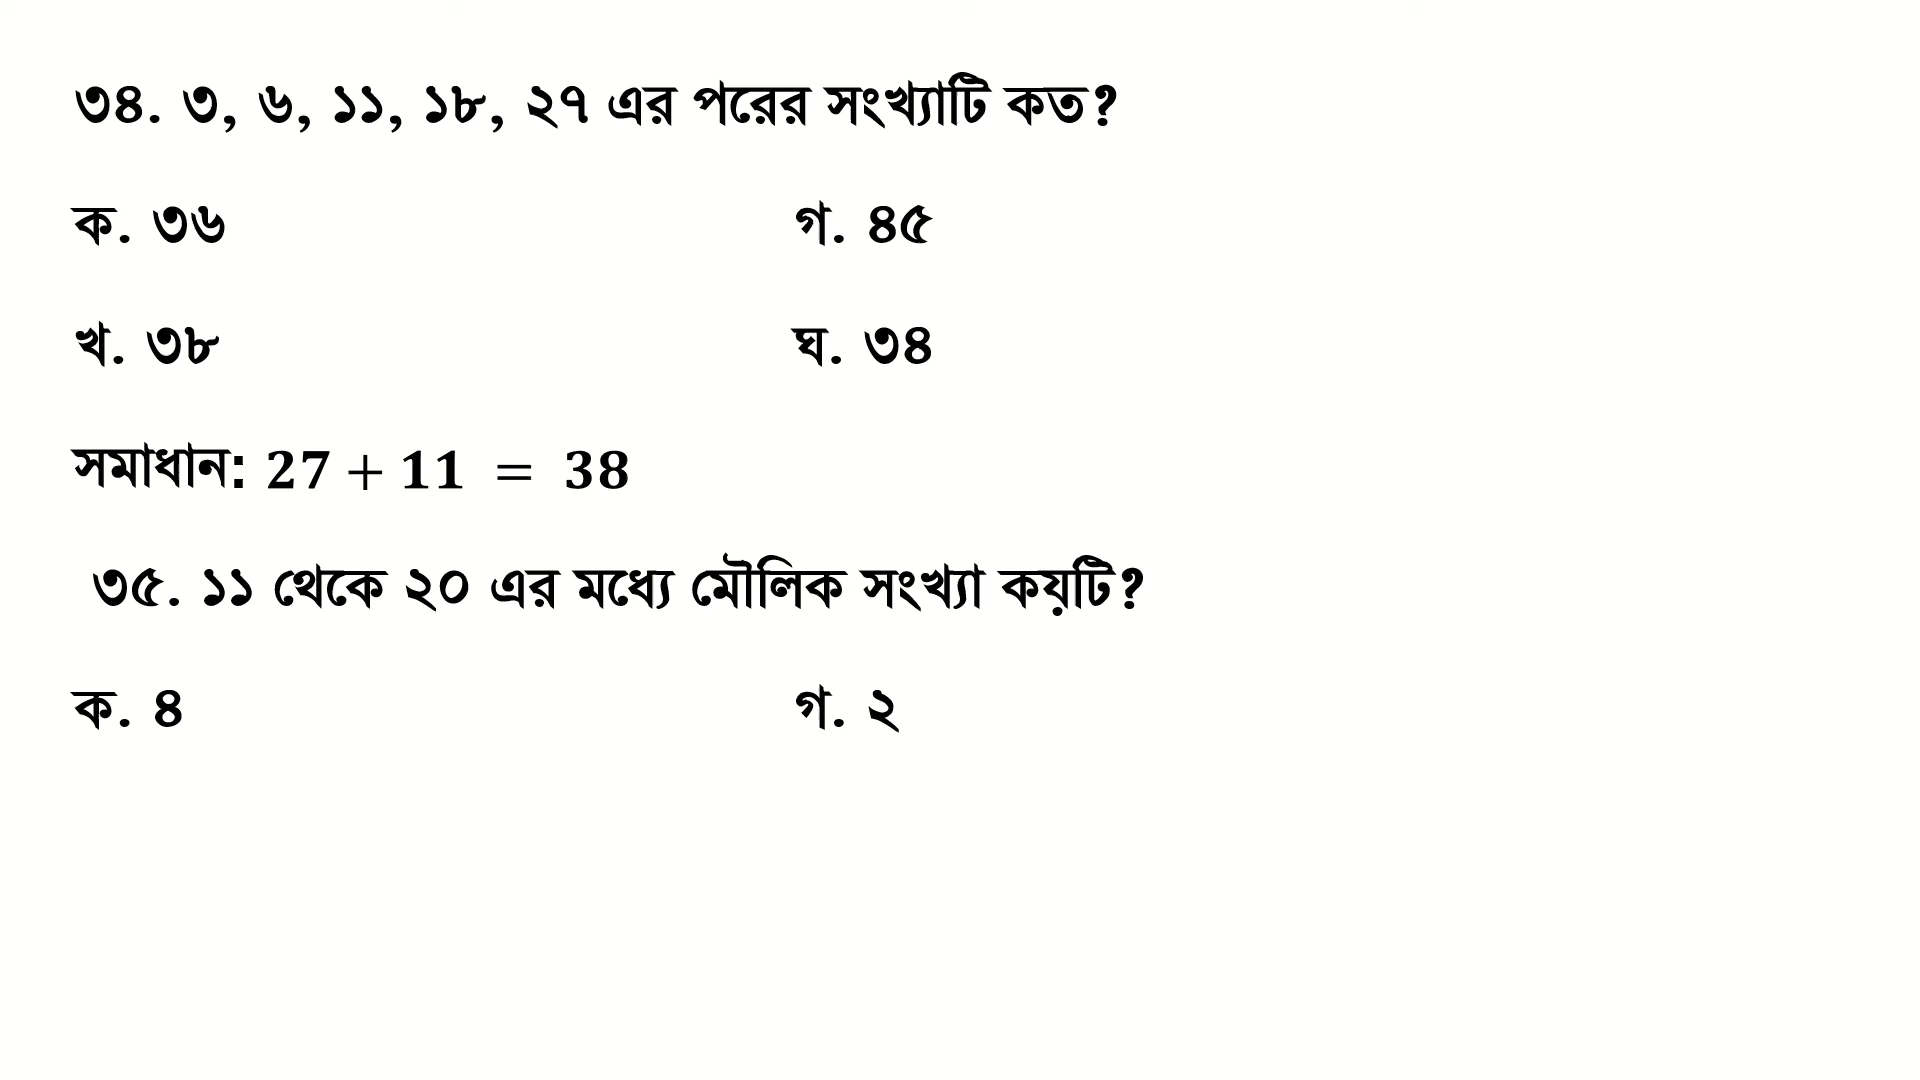 ৩৪. ৩, ৬, ১১, ১৮, ২৭ এর পরের সংখ্যাটি কত?
ক. ৩৬ গ. ৪৫
খ. ৩৮ ঘ. ৩৪
সমাধান: 27 + 11 = 38
৩৫. ১১ থেকে ২০ এর মধ্যে মৌলিক সংখ্যা কয়টি?
ক. ৪ গ. ২